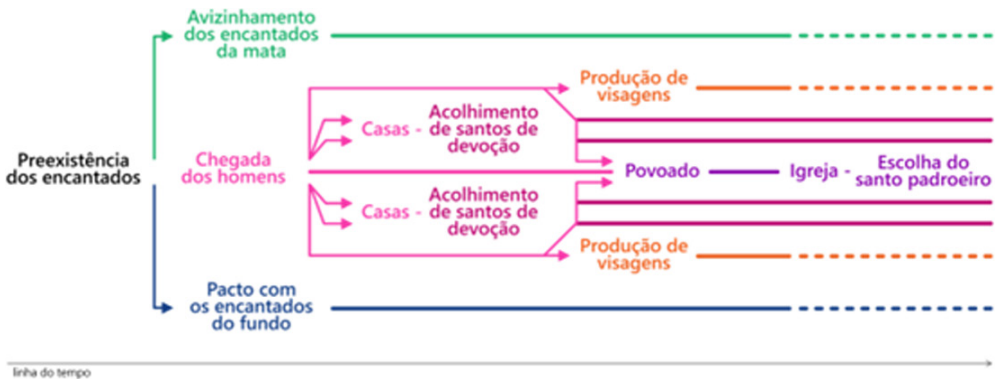 Avizinhamento
dos encantados
da mata
Produção de
visagens
Casas -
Acolhimento
de santos de
devoção
Preexistência
dos encantados
Chegada
dos homens
Povoado
Igreja -
Escolha do
santo padroeiro
Casas -
Acolhimento
de santos de
devoção
Produção de
visagens
Pacto com
os encantados
do fundo
linha do tempo